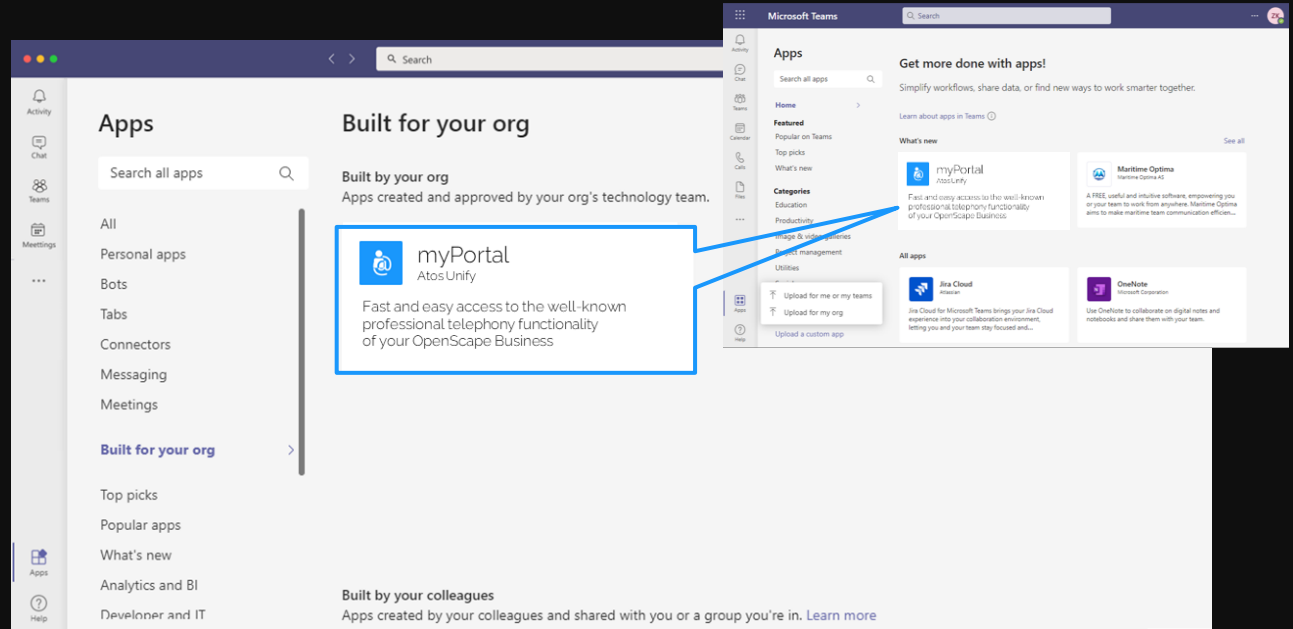 Search
Activity
Chat
Teams
Meettings
Apps
Help
Apps
Search all apps
All
Personal apps
Bots
Tabs
Connectors
Messaging
Meetings
Built for your org
Top picks
Popular apps
What's new
Analytics and BI
Developer and IT
Built for your org
Built by your org
Apps created and approved by your org's technology team.
myPortal
Atos Unify
Fast and easy access to the well-known
professional telephony functionality
of your OpenScape Business
Built by your colleagues
Apps created by your colleagues and shared with you or a group you're in. Learn more
Microsoft Teams
Search
ZK
Activity
Chat
Teams
Calendar
Calls
Files
Apps
Help
Apps
Search all apps
Home
Featured
Popular on Teams
Top picks
What's new
Categories
Education
Productivity
Image & video galleries
Project management
Utilities
Upload for me or my teams
Upload for my org
Upload a custom app
Get more done with apps!
Simplify workflows, share data, or find new ways to work smarter together.
Learn about apps in Teams
What's new
See all
myPortal
Atos Unify
Fast and easy access to the well-known
professional telephony functionality
of your OpenScape Business
Maritime Optima
Maritime Optima AS
A FREE, useful and intuitive software, empowering you
or your team to work from anywhere. Maritime Optima
aims to make maritime team communication efficien...
All apps
Jira Cloud
Atlassian
Jira Cloud for Microsoft Teams brings your Jira Cloud
experience into your collaboration environment,
letting you and your team stay focused and...
OneNote
Microsoft Corporation
Use OneNote to collaborate on digital notes and
notebooks and share them with your team.